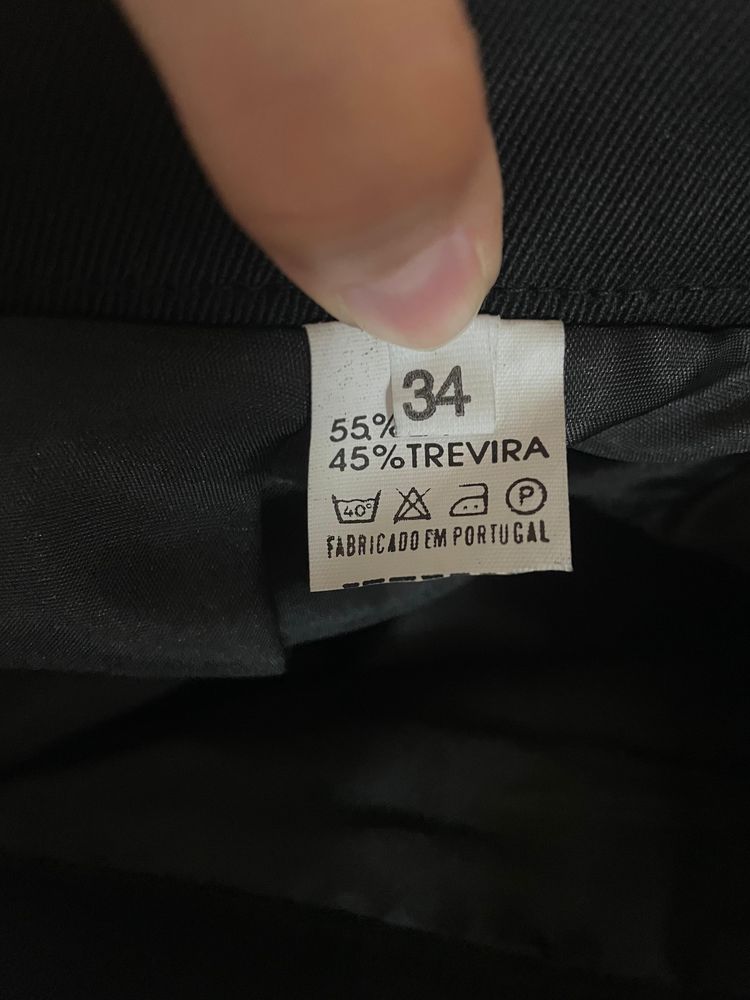 34
55%
45%TREVIRA
40° P
FABRICADO EM PORTUGAL